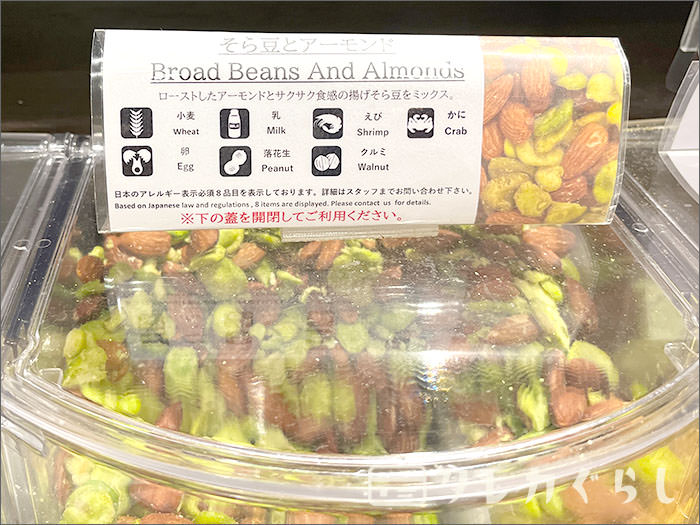 そら豆とアーモンド
Broad Beans And Almonds
ローストしたアーモンドとサクサク食感の揚げそら豆をミックス。
小麦 乳 えび かに
Wheat Milk Shrimp Crab
卵 落花生 クルミ
Egg Peanut Walnut
日本のアレルギー表示必須８品目を表示しております。詳細はスタッフまでお問い合わせ下さい。
Based on Japanese law and regulations , 8 items are displayed. Please contact us for details.
※下の蓋を開閉してご利用ください。
クレカぐらし